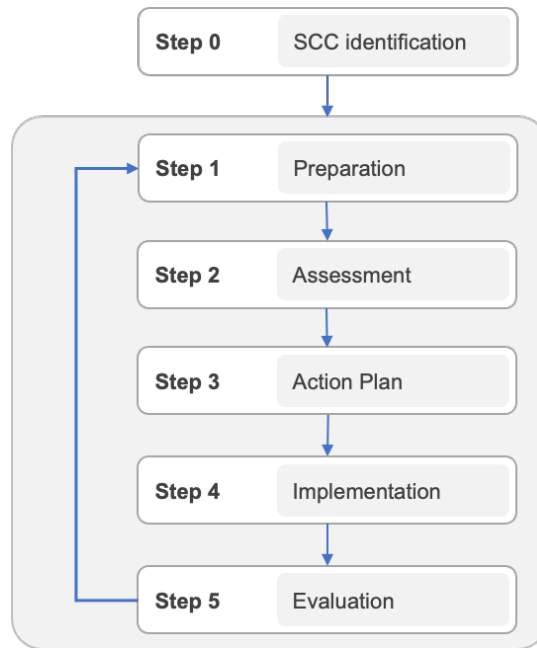 Step 0 SCC identification
Step 1 Preparation
Step 2 Assessment
Step 3 Action Plan
Step 4 Implementation
Step 5 Evaluation